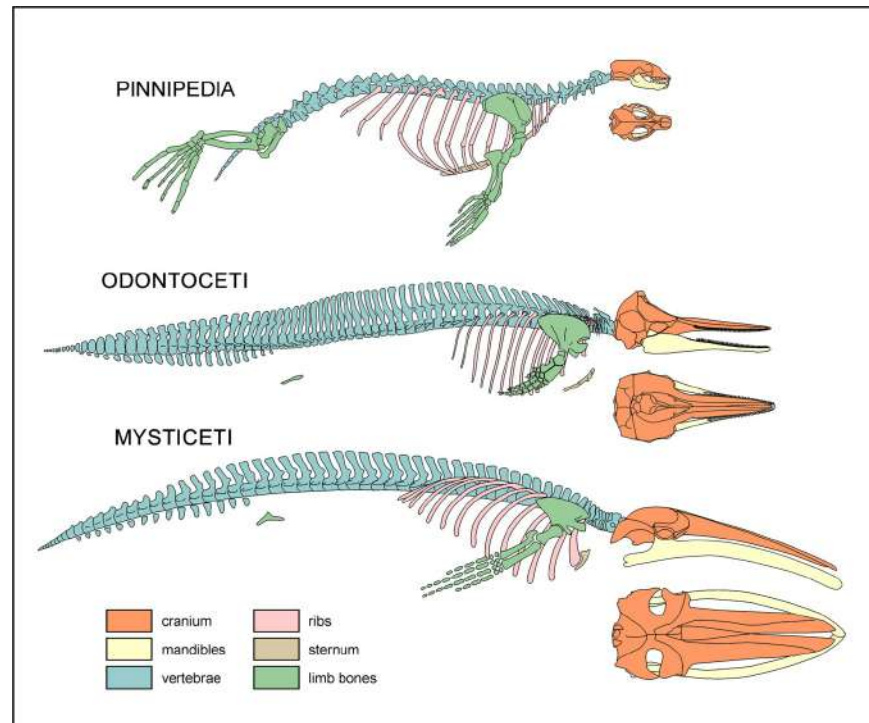 PINNIPEDIA
ODONTOCETI
MYSTICETI
cranium
mandibles
vertebrae
ribs
sternum
limb bones